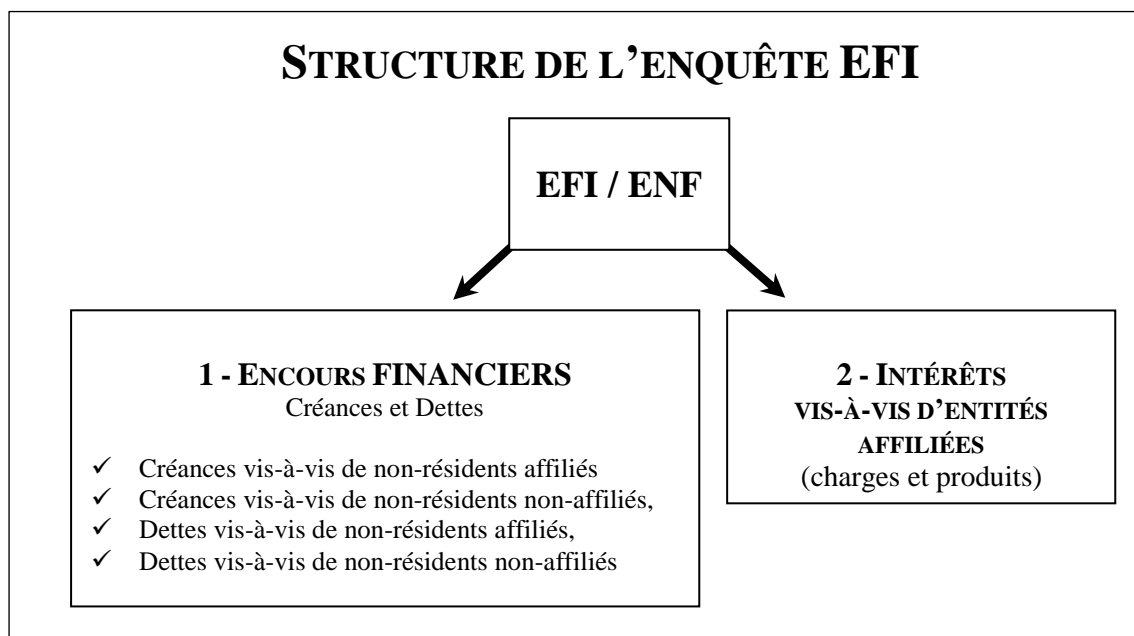 STRUCTURE DE L'ENQUÊTE EFI
EFI / ENF
1 - ENCOURS FINANCIERS
Créances et Dettes
✓ Créances vis-à-vis de non-résidents affiliés
✓ Créances vis-à-vis de non-résidents non-affiliés,
✓ Dettes vis-à-vis de non-résidents affiliés,
✓ Dettes vis-à-vis de non-résidents non-affiliés
2 - INTÉRÊTS
VIS-À-VIS D'ENTITÉS
AFFILIÉES
(charges et produits)